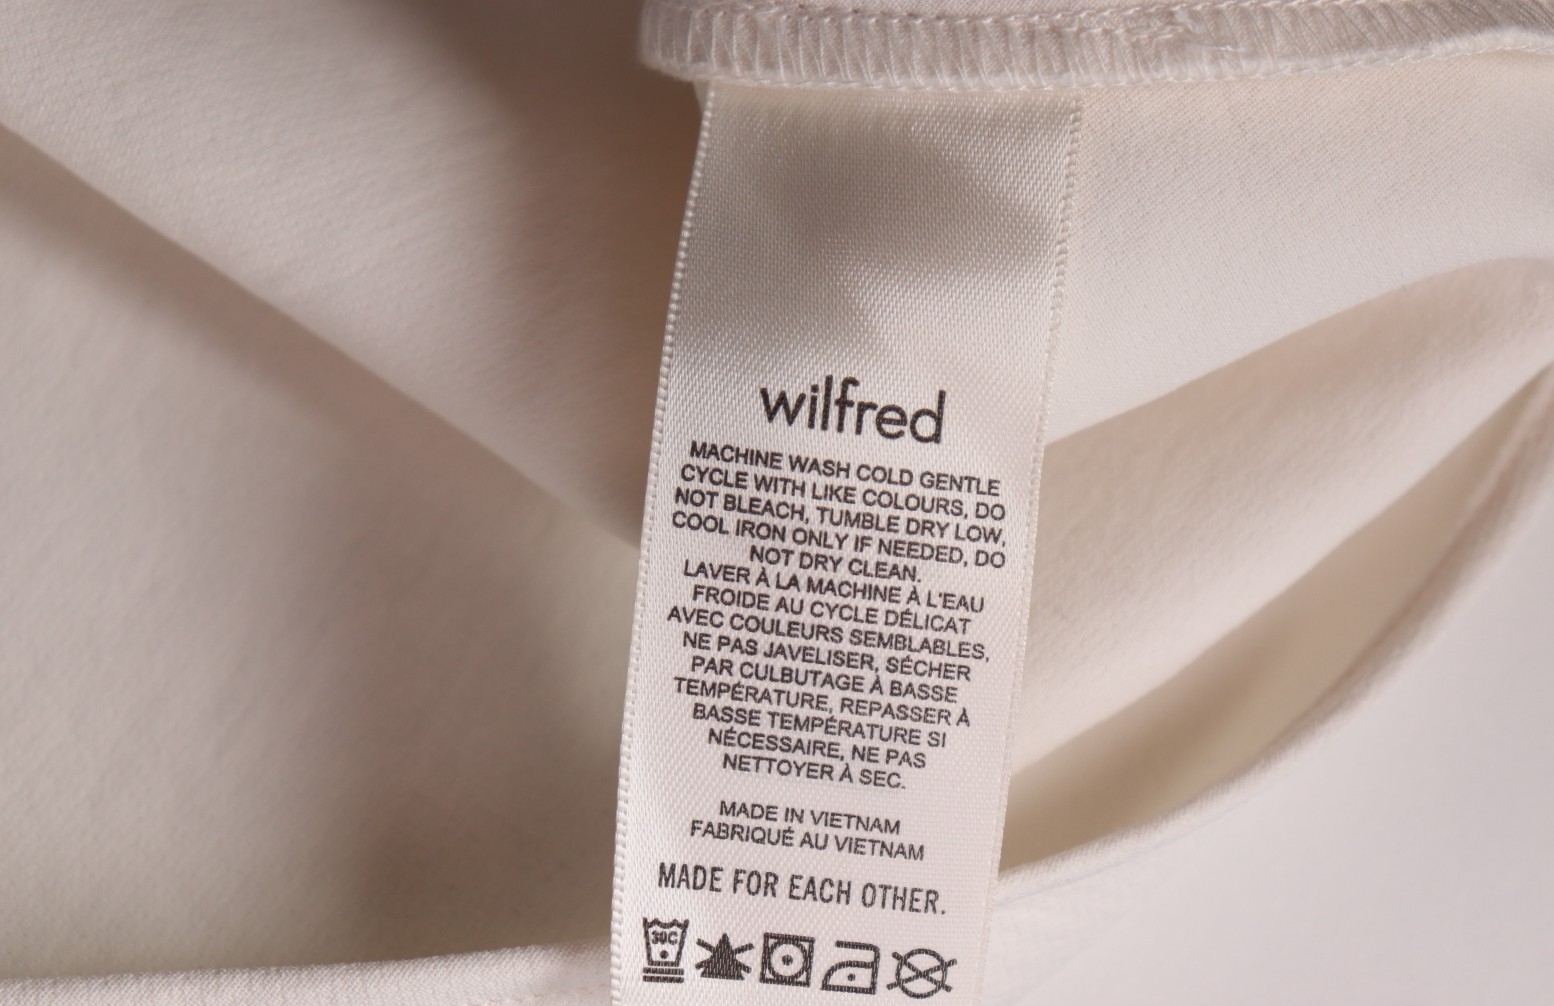 wilfred
MACHINE WASH COLD GENTLE
CYCLE WITH LIKE COLOURS, DO
NOT BLEACH, TUMBLE DRY LOW,
COOL IRON ONLY IF NEEDED, DO
NOT DRY CLEAN.
LAVER À LA MACHINE À L'EAU
FROIDE AU CYCLE DÉLICAT
AVEC COULEURS SEMBLABLES,
NE PAS JAVELISER, SÉCHER
PAR CULBUTAGE À BASSE
TEMPÉRATURE, REPASSER À
BASSE TEMPÉRATURE SI
NÉCESSAIRE, NE PAS
NETTOYER À SEC.
MADE IN VIETNAM
FABRIQUÉ AU VIETNAM
MADE FOR EACH OTHER.
30C